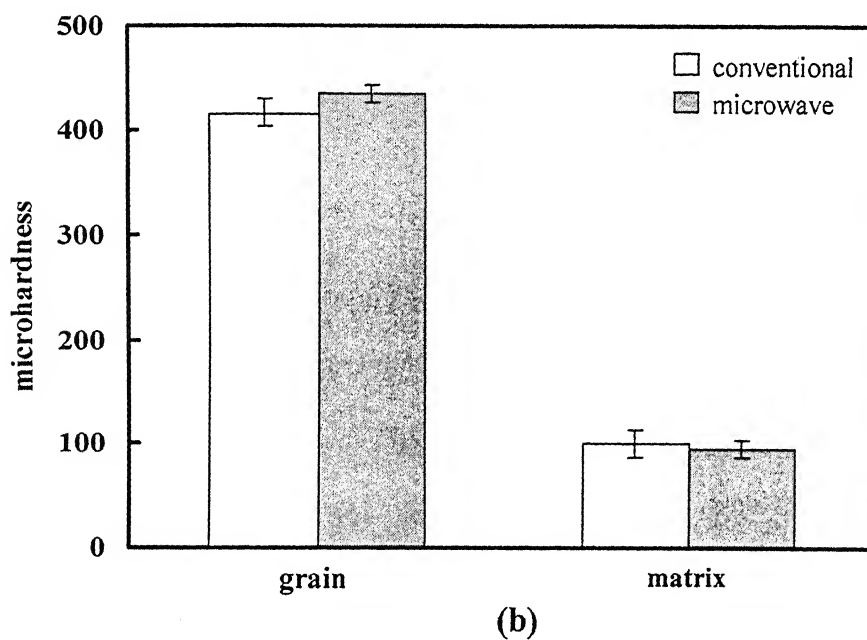 500
400
300
200
100
0
microhardness
conventional
microwave
grain
matrix
(b)